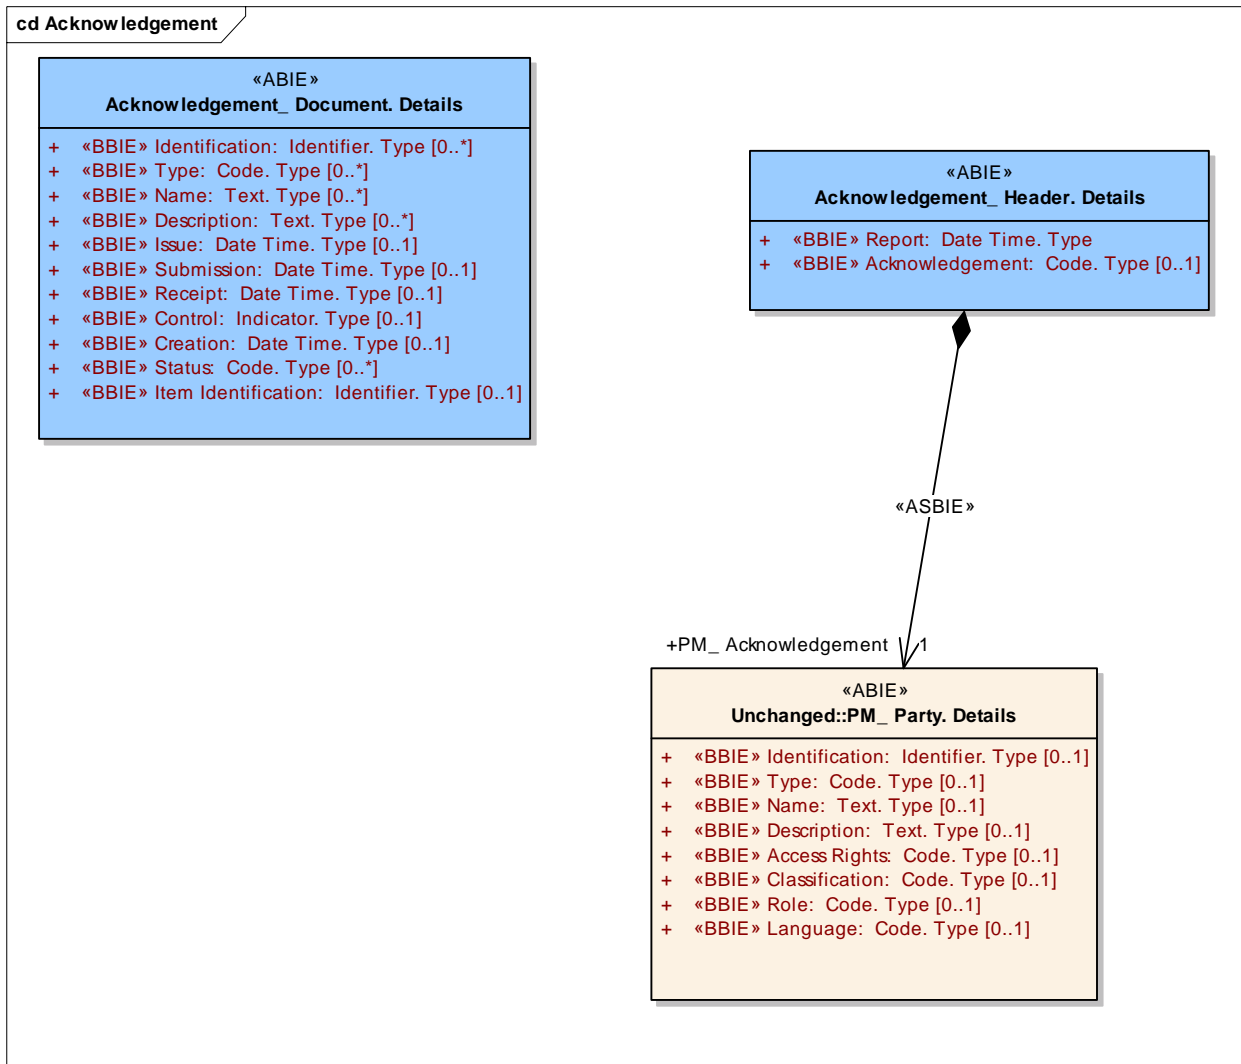 cd Acknowledgement
«ABIE»
Acknowledgement_ Document. Details
+ «BBIE» Identification: Identifier. Type [0..*]
+ «BBIE» Type: Code. Type [0..*]
+ «BBIE» Name: Text. Type [0..*]
+ «BBIE» Description: Text. Type [0..*]
+ «BBIE» Issue: Date Time. Type [0..1]
+ «BBIE» Submission: Date Time. Type [0..1]
+ «BBIE» Receipt: Date Time. Type [0..1]
+ «BBIE» Control: Indicator. Type [0..1]
+ «BBIE» Creation: Date Time. Type [0..1]
+ «BBIE» Status: Code. Type [0..*]
+ «BBIE» Item Identification: Identifier. Type [0..1]
«ABIE»
Acknowledgement_ Header. Details
+ «BBIE» Report: Date Time. Type
+ «BBIE» Acknowledgement: Code. Type [0..1]
«ASBIE»
+PM_ Acknowledgement 1
«ABIE»
Unchanged::PM_ Party. Details
+ «BBIE» Identification: Identifier. Type [0..1]
+ «BBIE» Type: Code. Type [0..1]
+ «BBIE» Name: Text. Type [0..1]
+ «BBIE» Description: Text. Type [0..1]
+ «BBIE» Access Rights: Code. Type [0..1]
+ «BBIE» Classification: Code. Type [0..1]
+ «BBIE» Role: Code. Type [0..1]
+ «BBIE» Language: Code. Type [0..1]